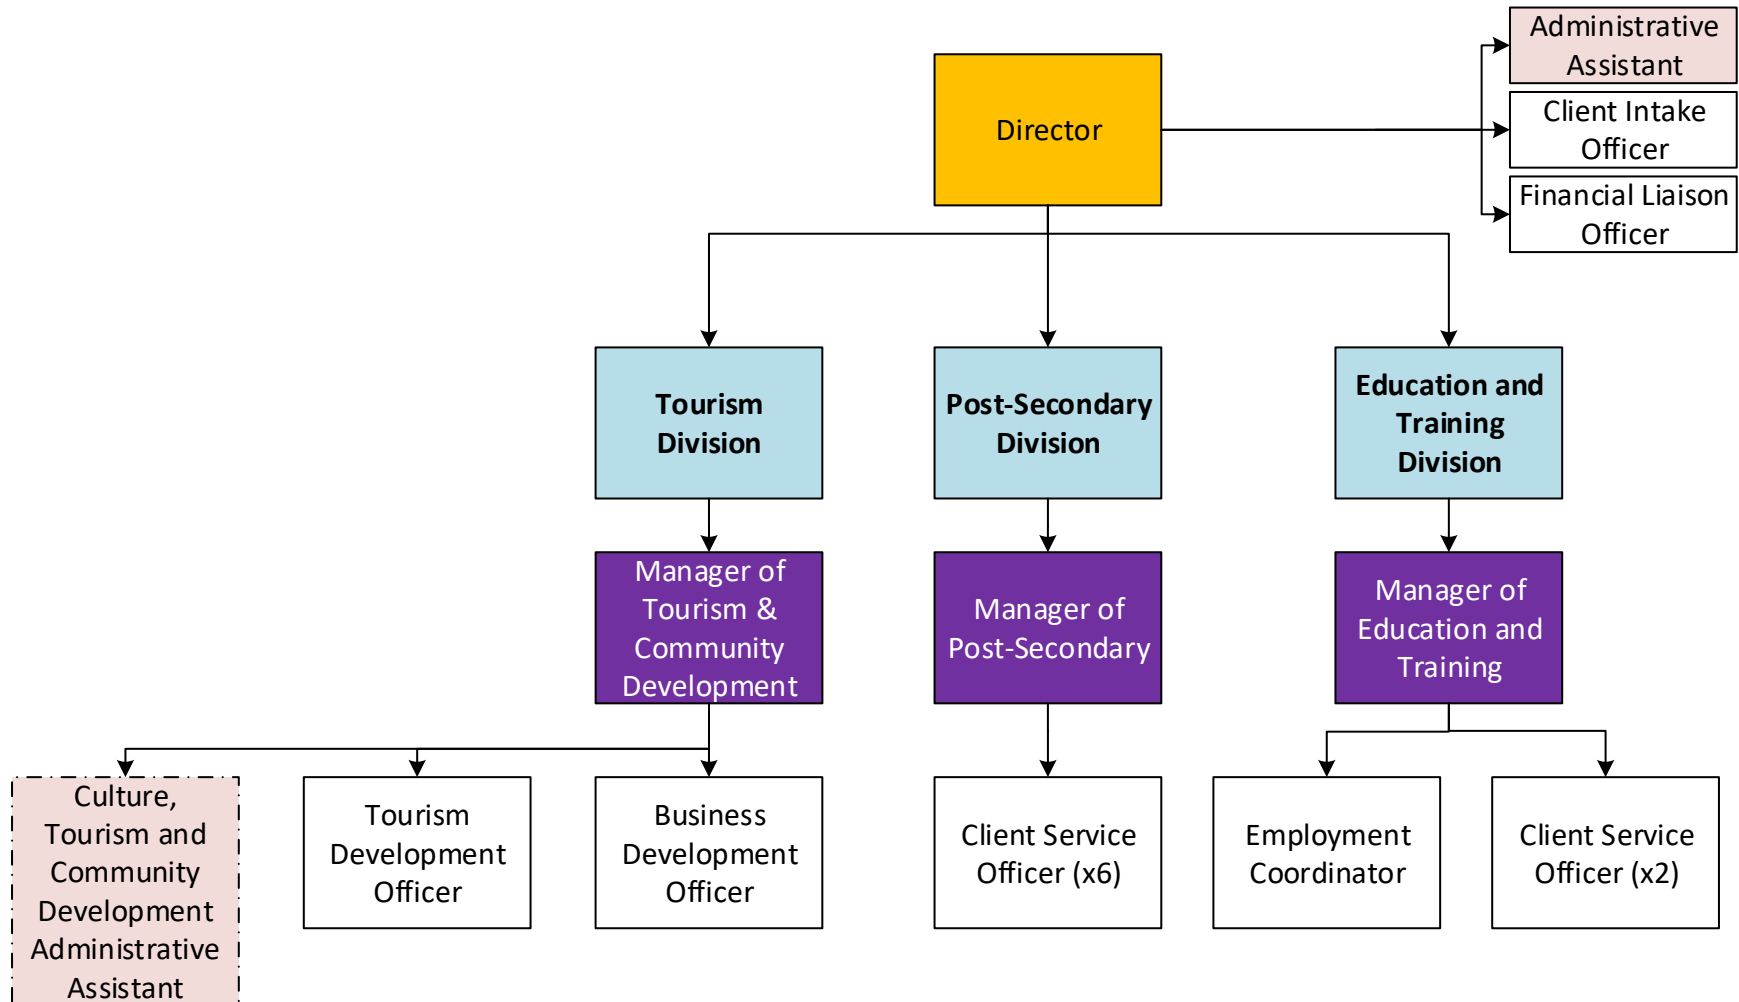 Administrative
Assistant
Director
Client Intake
Officer
Financial Liaison
Officer
Tourism
Division
Post-Secondary
Division
Education and
Training
Division
Manager of
Tourism &
Community
Development
Manager of
Post-Secondary
Manager of
Education and
Training
Culture,
Tourism and
Community
Development
Administrative
Assistant
Tourism
Development
Officer
Business
Development
Officer
Client Service
Officer (x6)
Employment
Coordinator
Client Service
Officer (x2)